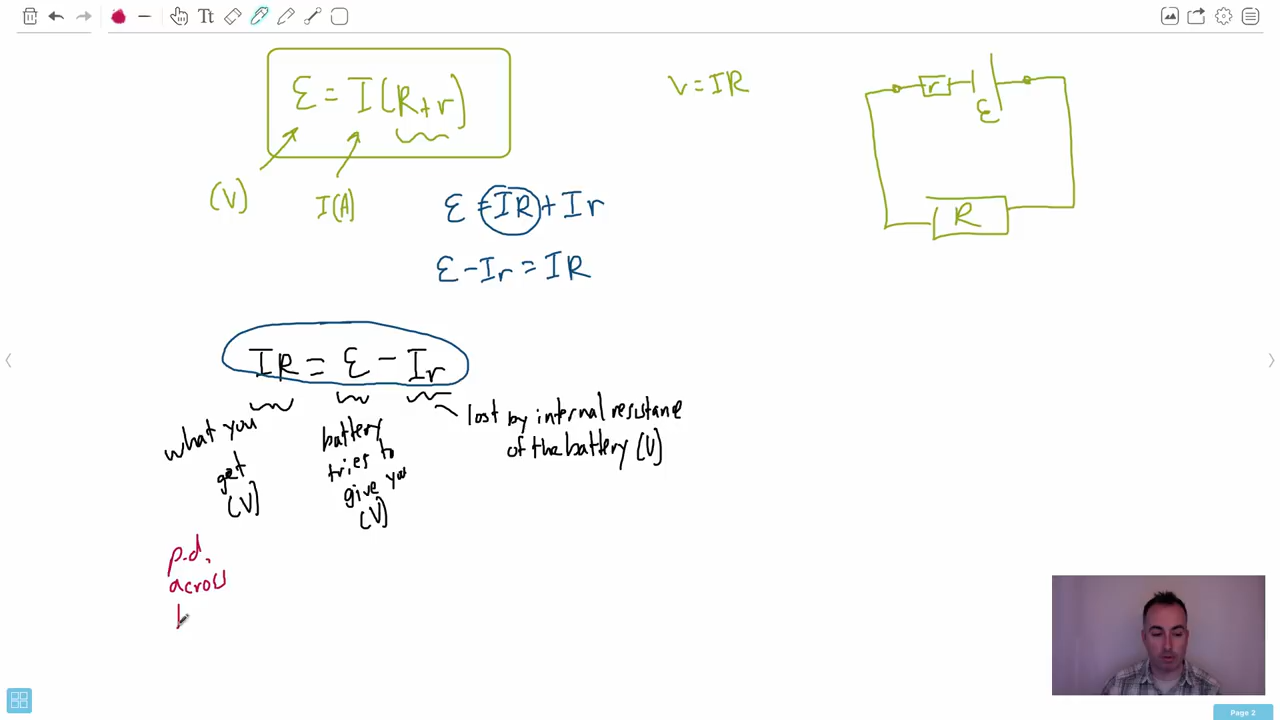 Tt
ε = I(R+r)
V = IR
r
ε
(V)
I(A)
R
ε = IR + Ir
ε - Ir = IR
IR = ε - Ir
what you
get
(V)
battery
tries to
give you
(V)
lost by internal resistance
of the battery (V)
p.d.
across
Page 2